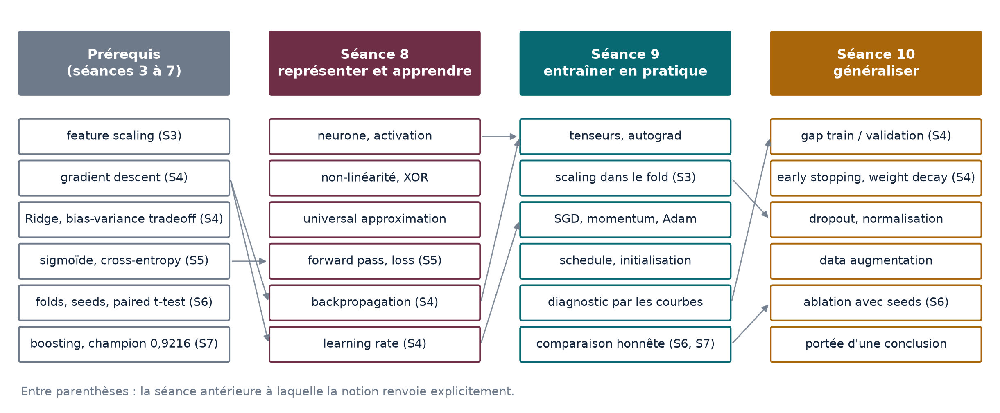 Prérequis
(séances 3 à 7)
feature scaling (S3)
gradient descent (S4)
Ridge, bias-variance tradeoff (S4)
sigmoïde, cross-entropy (S5)
folds, seeds, paired t-test (S6)
boosting, champion 0,9216 (S7)
Séance 8
représenter et apprendre
neurone, activation
non-linéarité, XOR
universal approximation
forward pass, loss (S5)
backpropagation (S4)
learning rate (S4)
Séance 9
entraîner en pratique
tenseurs, autograd
scaling dans le fold (S3)
SGD, momentum, Adam
schedule, initialisation
diagnostic par les courbes
comparaison honnête (S6, S7)
Séance 10
généraliser
gap train / validation (S4)
early stopping, weight decay (S4)
dropout, normalisation
data augmentation
ablation avec seeds (S6)
portée d'une conclusion
Entre parenthèses : la séance antérieure à laquelle la notion renvoie explicitement.